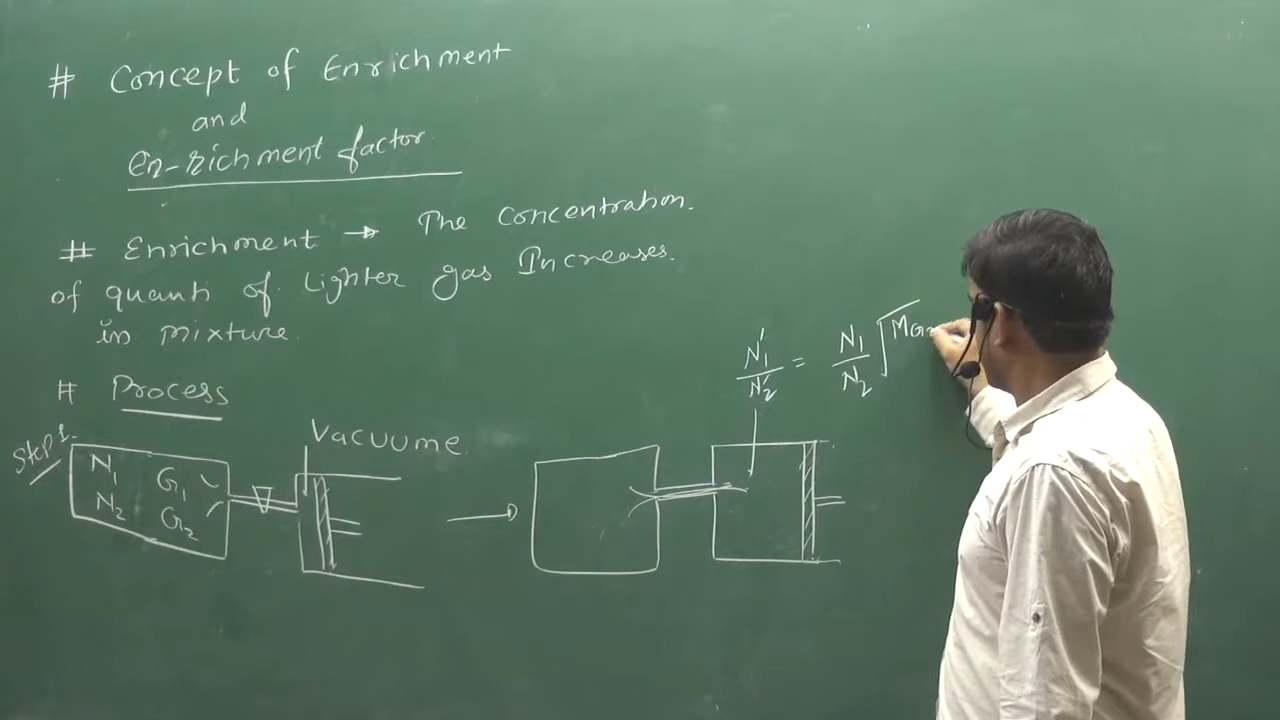 # Concept of Enrichment
and
en-richment factor
# Enrichment → The Concentration
of quanti of Lighter gas Increases
in mixture
# Process
Step 1
Vacuume
N₁ G₁
N₂ G₂
N₁'/N₂' = N₁/N₂ √MG₂